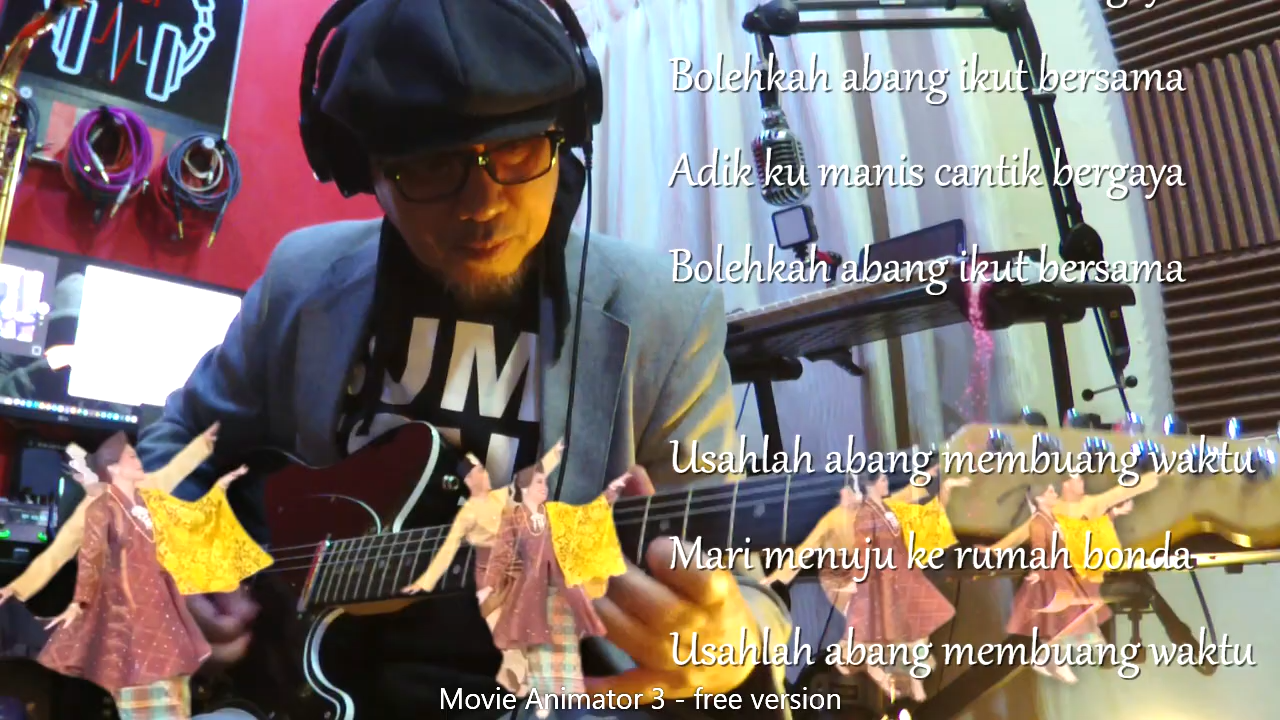 Bolehkah abang ikut bersama
Adik ku manis cantik bergaya
Bolehkah abang ikut bersama
Usahlah abang membuang waktu
Mari menuju ke rumah bonda
Usahlah abang membuang waktu
Movie Animator 3 - free version